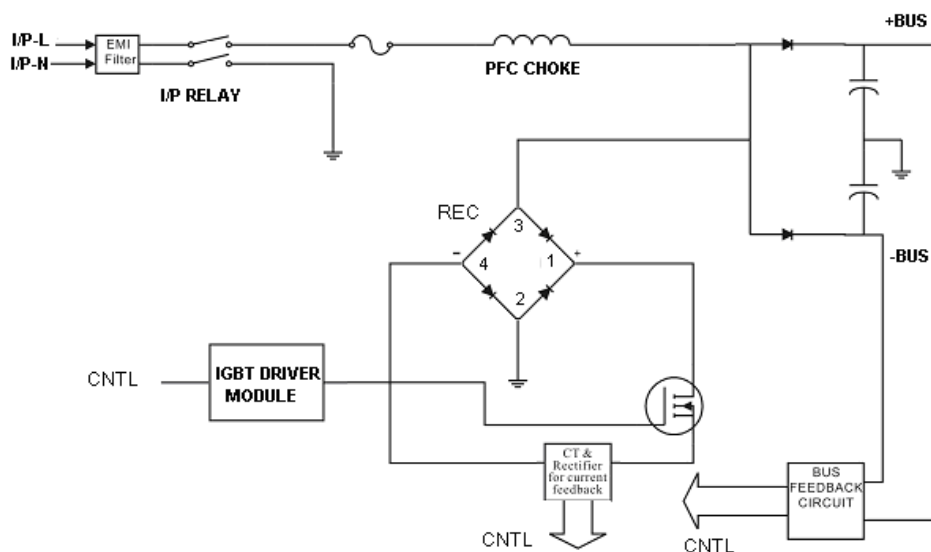 +BUS
I/P-L
EMI
Filter
I/P-N
PFC CHOKE
I/P RELAY
REC
3
–
4
1
+
2
-BUS
CNTL
IGBT DRIVER
MODULE
CT &
Rectifier
for current
feedback
BUS
FEEDBACK
CIRCUIT
CNTL
CNTL